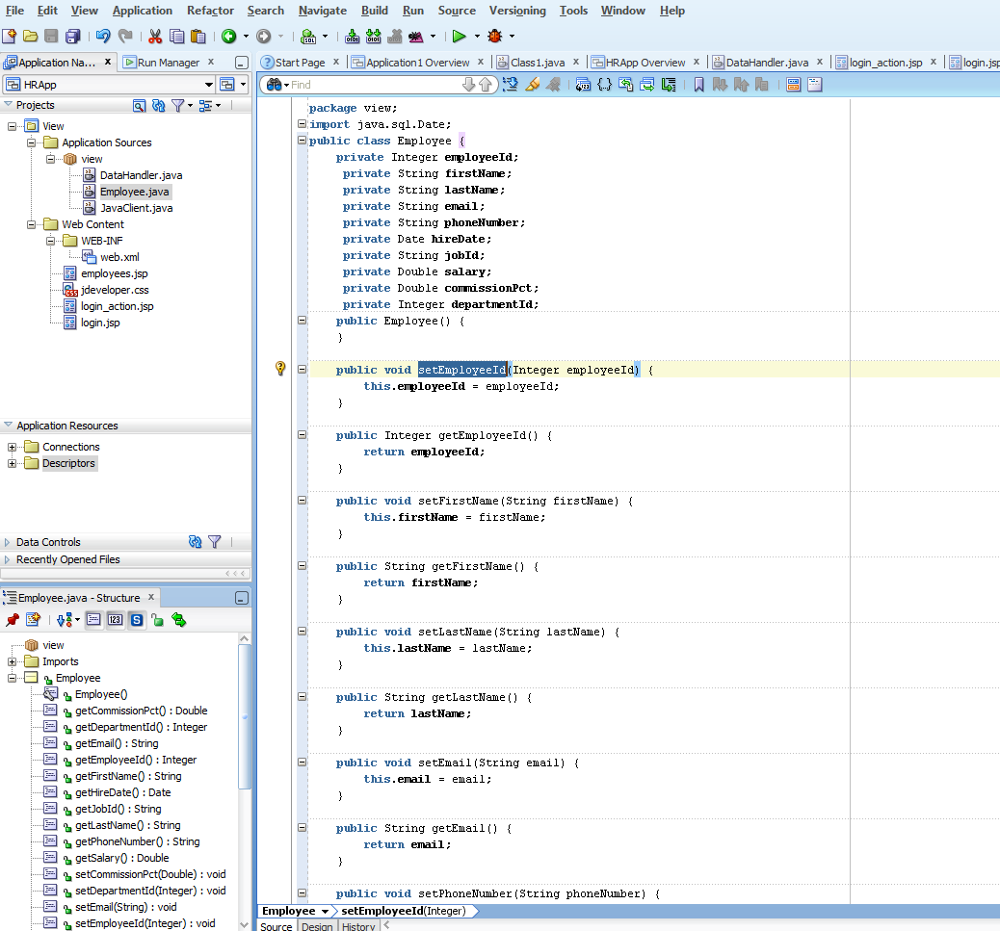 File Edit View Application Refactor Search Navigate Build Run Source Versioning Tools Window Help
Application Na... x Run Manager x
HRApp
Projects
View
Application Sources
view
DataHandler.java
Employee.java
JavaClient.java
Web Content
WEB-INF
web.xml
employees.jsp
jdeveloper.css
login_action.jsp
login.jsp
Application Resources
Connections
Descriptors
Data Controls
Recently Opened Files
Employee.java - Structure x
view
Imports
Employee
Employee()
getCommissionPct() : Double
getDepartmentId() : Integer
getEmail() : String
getEmployeeId() : Integer
getFirstName() : String
getHireDate() : Date
getJobId() : String
getLastName() : String
getPhoneNumber() : String
getSalary() : Double
setCommissionPct(Double) : void
setDepartmentId(Integer) : void
setEmail(String) : void
setEmployeeId(Integer) : void
Start Page x Application1 Overview x Class1.java x HRApp Overview x DataHandler.java x login_action.jsp x login.jsp
Find
package view;
import java.sql.Date;
public class Employee {
private Integer employeeId;
private String firstName;
private String lastName;
private String email;
private String phoneNumber;
private Date hireDate;
private String jobId;
private Double salary;
private Double commissionPct;
private Integer departmentId;
public Employee() {
}
public void setEmployeeId(Integer employeeId) {
this.employeeId = employeeId;
}
public Integer getEmployeeId() {
return employeeId;
}
public void setFirstName(String firstName) {
this.firstName = firstName;
}
public String getFirstName() {
return firstName;
}
public void setLastName(String lastName) {
this.lastName = lastName;
}
public String getLastName() {
return lastName;
}
public void setEmail(String email) {
this.email = email;
}
public String getEmail() {
return email;
}
public void setPhoneNumber(String phoneNumber) {
Employee setEmployeeId(Integer)
Source Design History